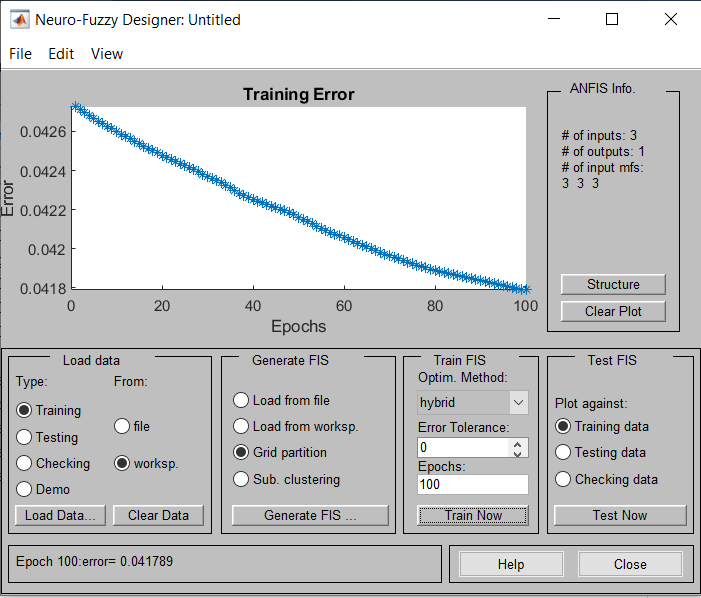 Neuro-Fuzzy Designer: Untitled
File Edit View
Training Error
0.0426
0.0424
0.0422
0.042
0.0418
Error
0 20 40 60 80 100
Epochs
ANFIS Info.
# of inputs: 3
# of outputs: 1
# of input mfs:
3 3 3
Structure
Clear Plot
Load data
Type:
From:
Training
Testing
Checking
Demo
file
worksp.
Load Data...
Clear Data
Generate FIS
Load from file
Load from worksp.
Grid partition
Sub. clustering
Generate FIS ...
Train FIS
Optim. Method:
hybrid
Error Tolerance:
0
Epochs:
100
Train Now
Test FIS
Plot against:
Training data
Testing data
Checking data
Test Now
Epoch 100:error= 0.041789
Help
Close